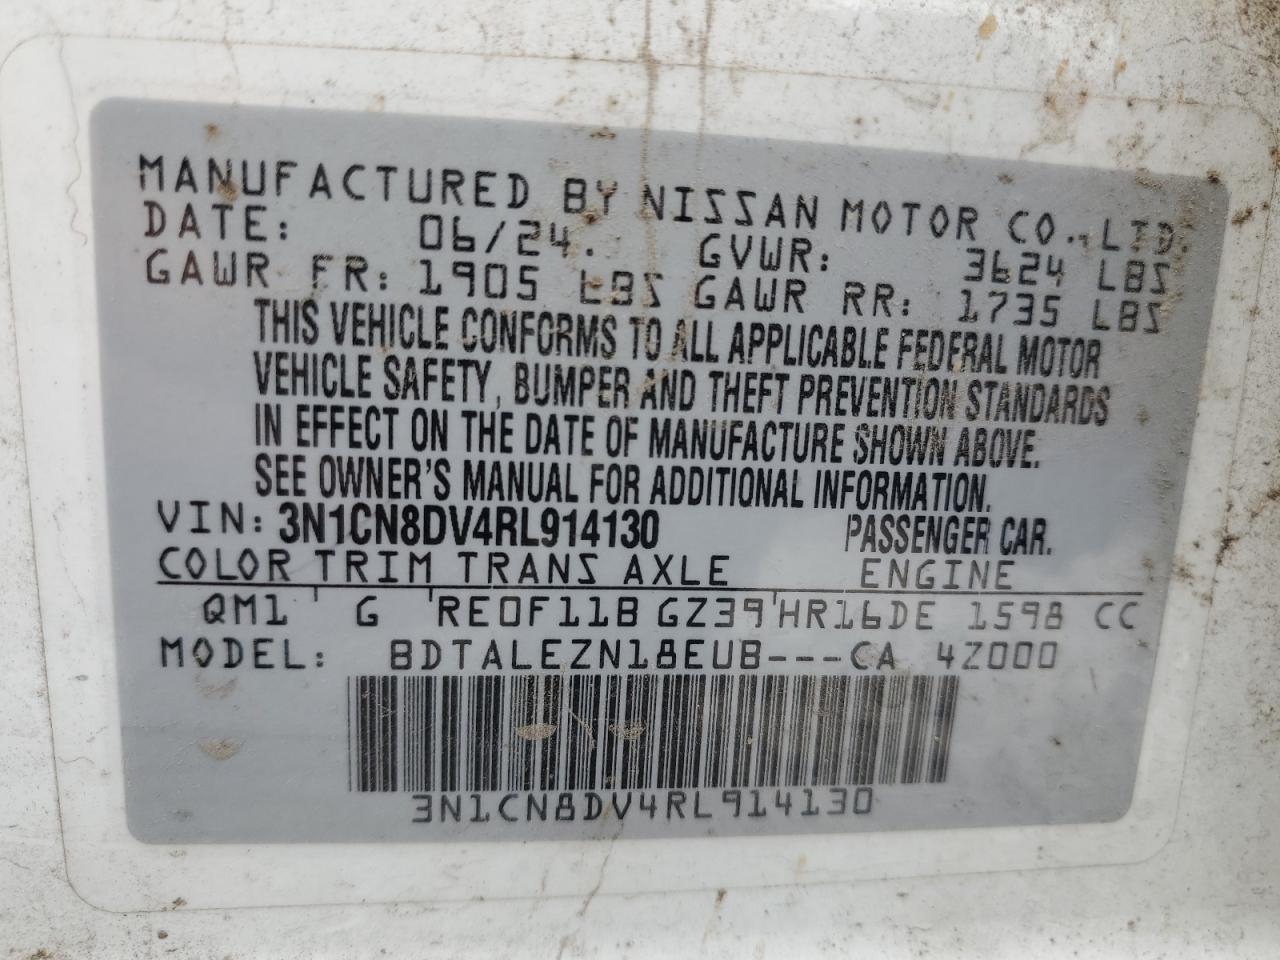 MANUFACTURED BY NISSAN MOTOR CO., LTD.
DATE: 06/24. GVWR: 3624 LBS
GAWR FR: 1905 LBS GAWR RR: 1735 LBS
THIS VEHICLE CONFORMS TO ALL APPLICABLE FEDERAL MOTOR
VEHICLE SAFETY, BUMPER AND THEFT PREVENTION STANDARDS
IN EFFECT ON THE DATE OF MANUFACTURE SHOWN ABOVE.
SEE OWNER'S MANUAL FOR ADDITIONAL INFORMATION.
VIN: 3N1CN8DV4RL914130 PASSENGER CAR.
COLOR TRIM TRANS AXLE ENGINE
QM1 ' G ' RE0F11B GZ39 ' HR16DE 1598 CC
MODEL: BDTALEZN18EUB---CA 4Z000
3N1CN8DV4RL914130